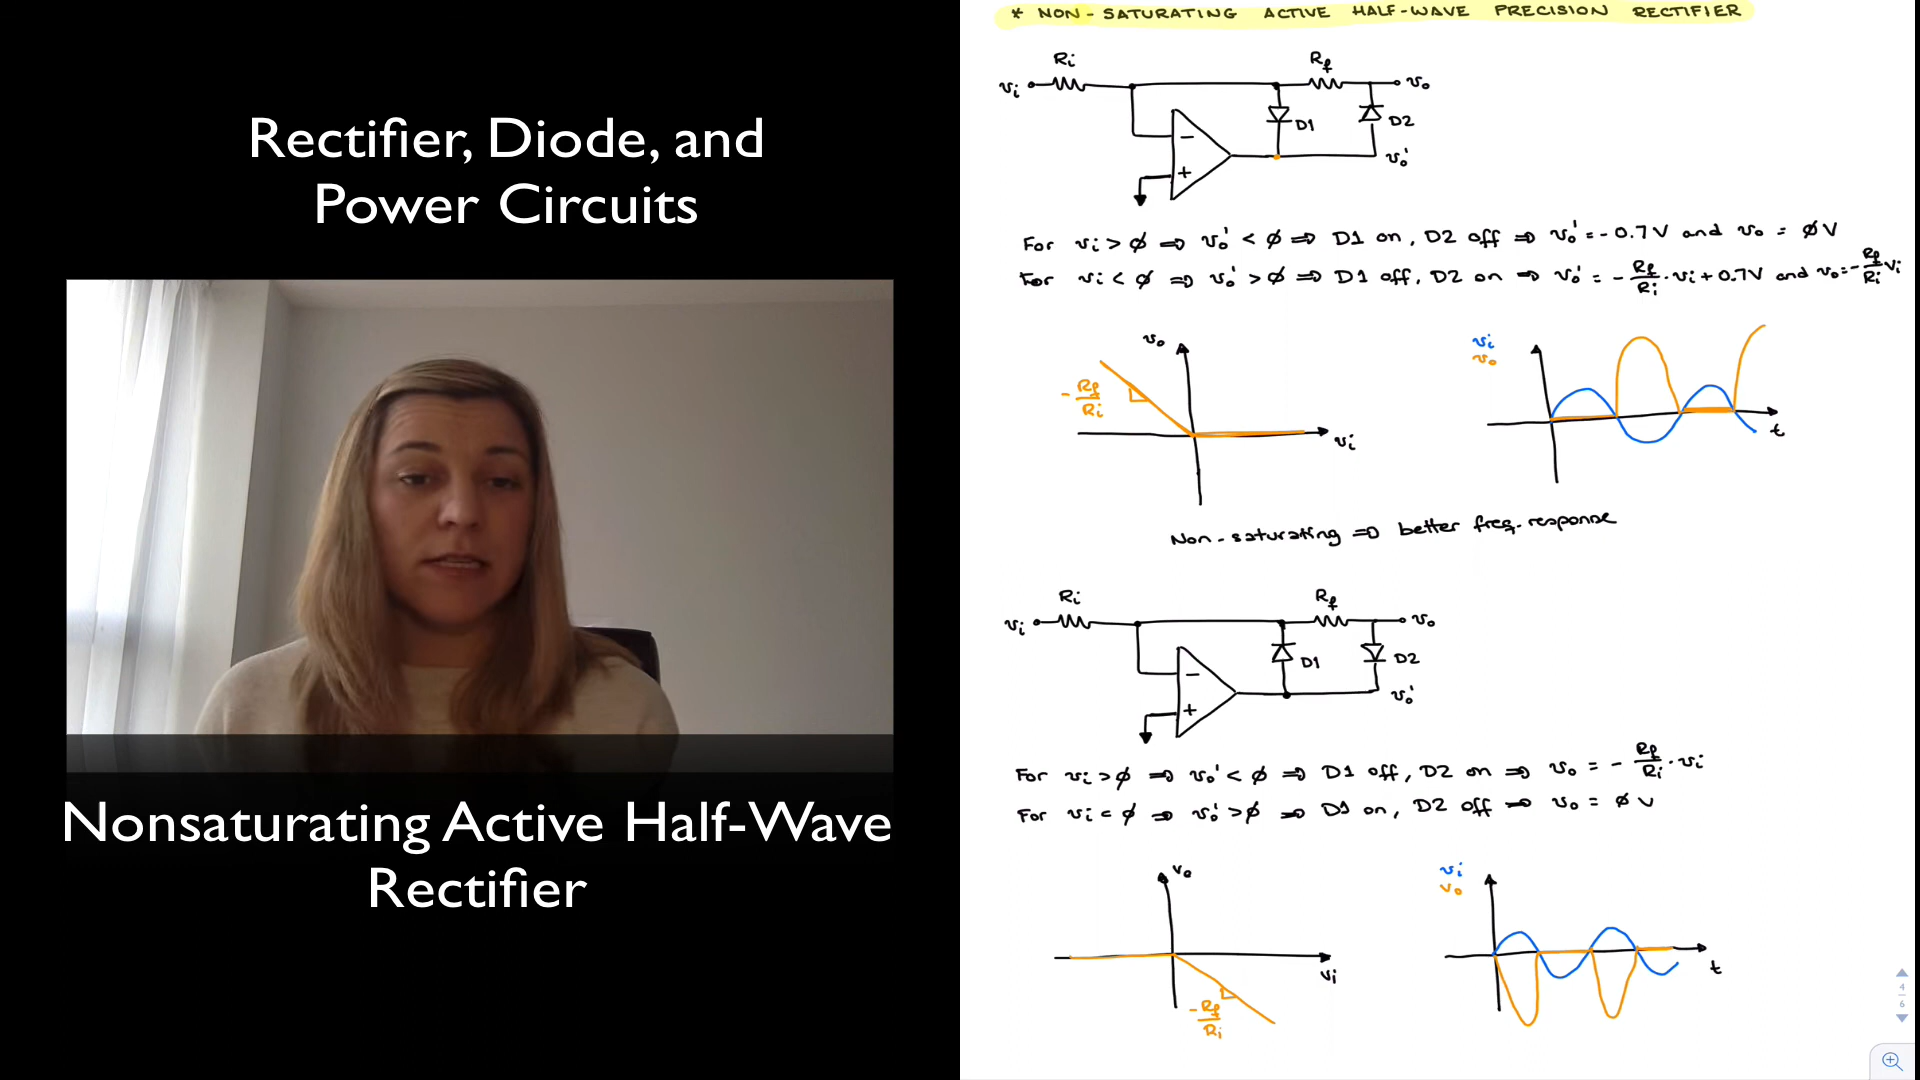 Rectifier, Diode, and
Power Circuits
Nonsaturating Active Half-Wave
Rectifier
* NON-SATURATING ACTIVE HALF-WAVE PRECISION RECTIFIER
Ri
Rf
vi
vo
D1
D2
vo'
−
+
For vi > ø ⇒ vo' < ø ⇒ D1 on, D2 off ⇒ vo' = -0.7V and vo = øV
For vi < ø ⇒ vo' > ø ⇒ D1 off, D2 on ⇒ vo' = - Rf/Ri · vi + 0.7V and vo = - Rf/Ri vi
vo
- Rf/Ri
vi
vi
vo
t
Non-saturating ⇒ better freq. response
Ri
Rf
vi
vo
D1
D2
vo'
−
+
For vi > ø ⇒ vo' < ø ⇒ D1 off, D2 on ⇒ vo = - Rf/Ri · vi
For vi < ø ⇒ vo' > ø ⇒ D1 on, D2 off ⇒ vo = ø V
vo
vi
- Rf/Ri
vi
vo
t
4
6